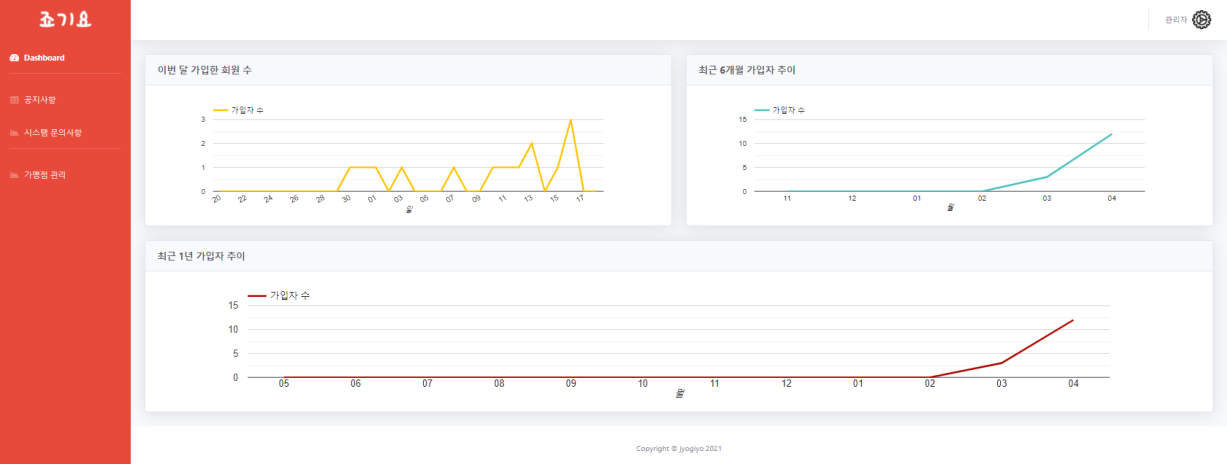 죠기요
관리자
Dashboard
공지사항
시스템 문의사항
가맹점 관리
이번 달 가입한 회원 수
가입자 수
3
2
1
0
20 22 24 26 28 30 01 03 05 07 09 11 13 15 17
일
최근 6개월 가입자 추이
가입자 수
15
10
5
0
11 12 01 02 03 04
월
최근 1년 가입자 추이
가입자 수
15
10
5
0
05 06 07 08 09 10 11 12 01 02 03 04
월
Copyright © jyogiyo 2021